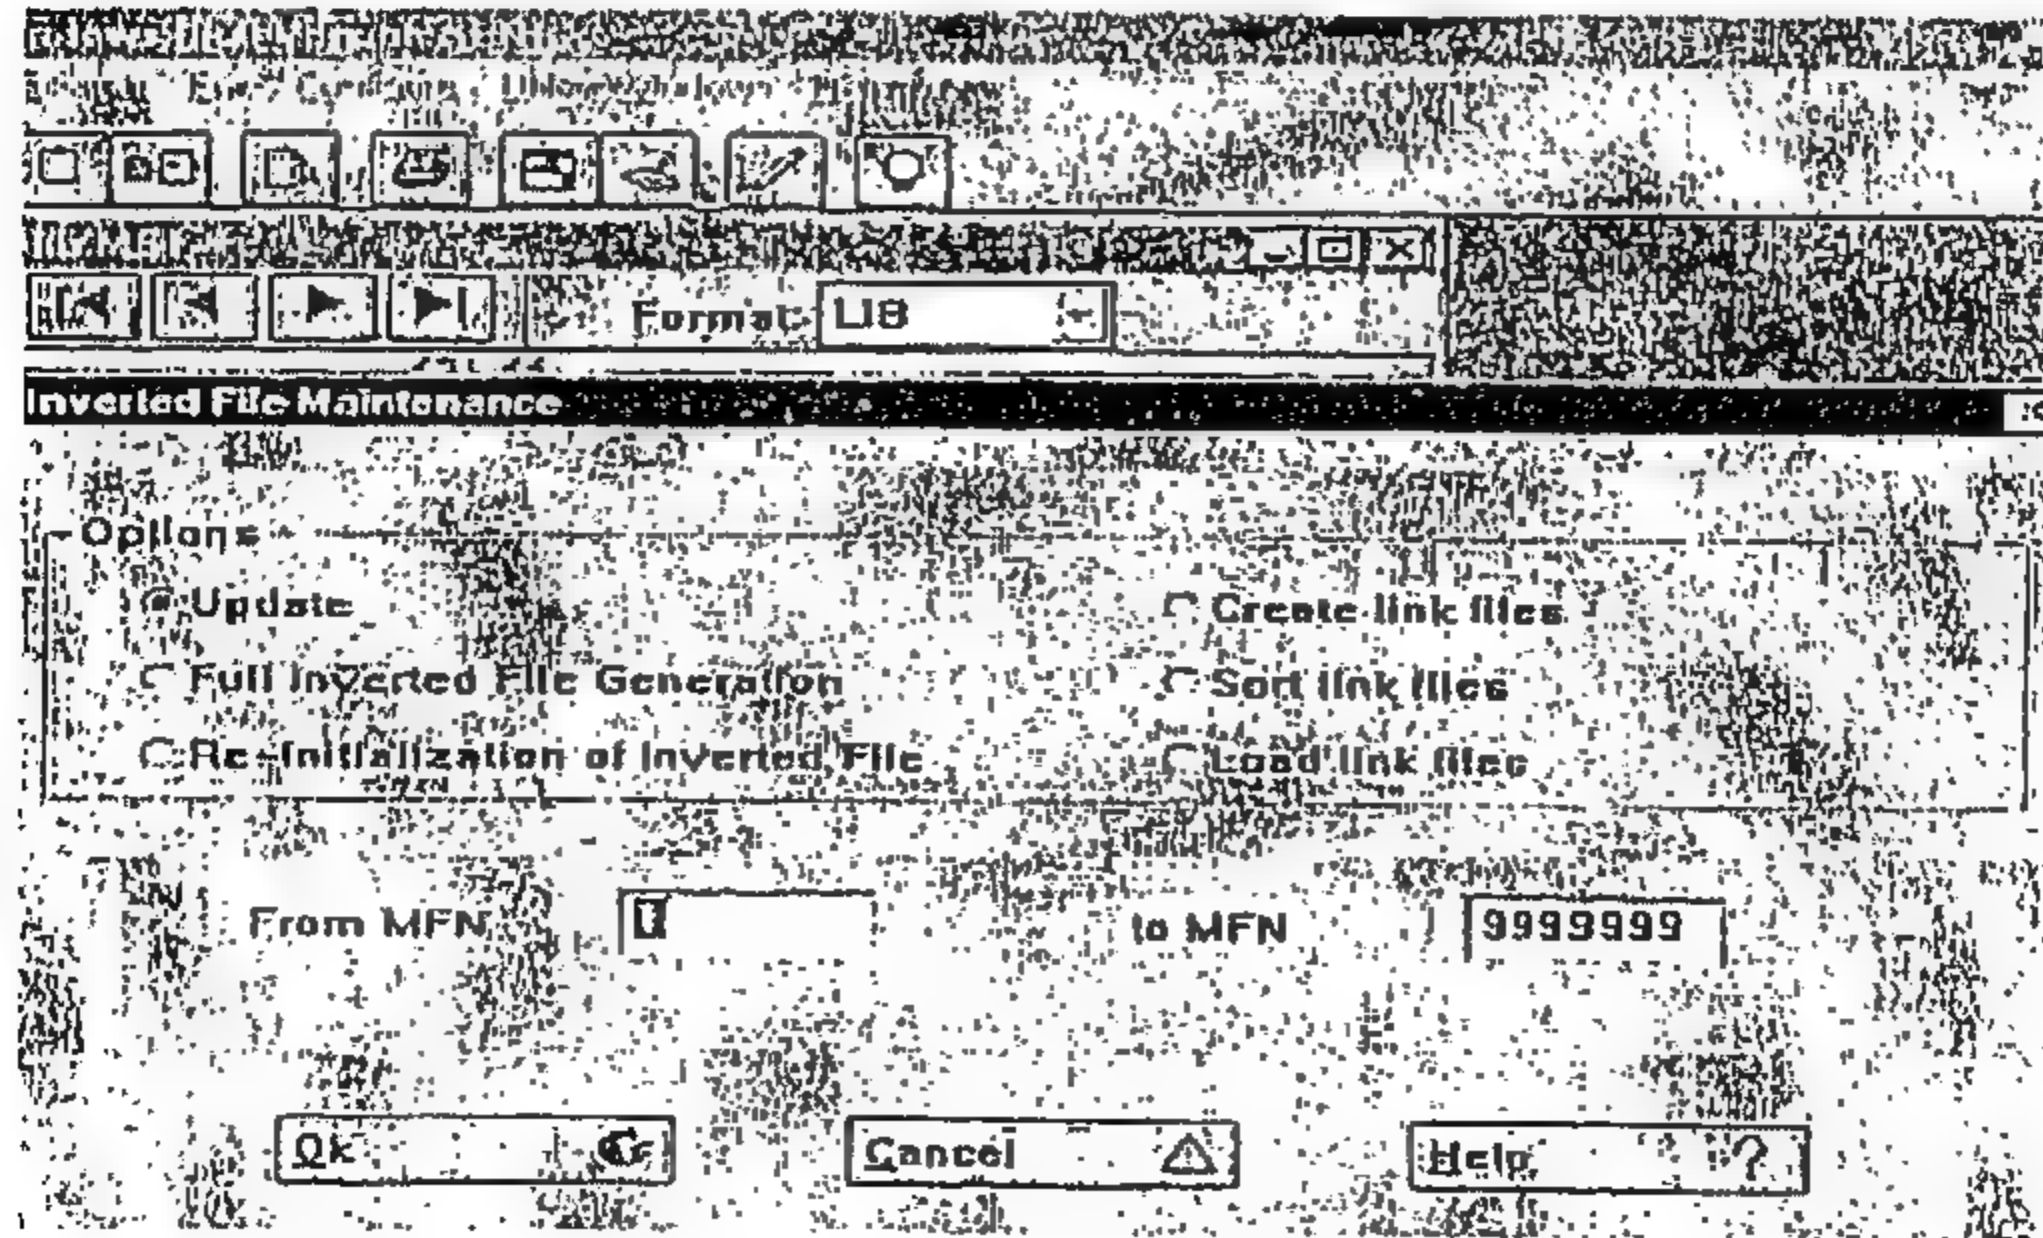 Format: LIB
Inverted File Maintenance
Options
Update
Create link files
Full Inverted File Generation
Sort link files
Re-Initialization of Inverted File
Load link files
From MFN
to MFN 9999999
Ok
Cancel
Help ?